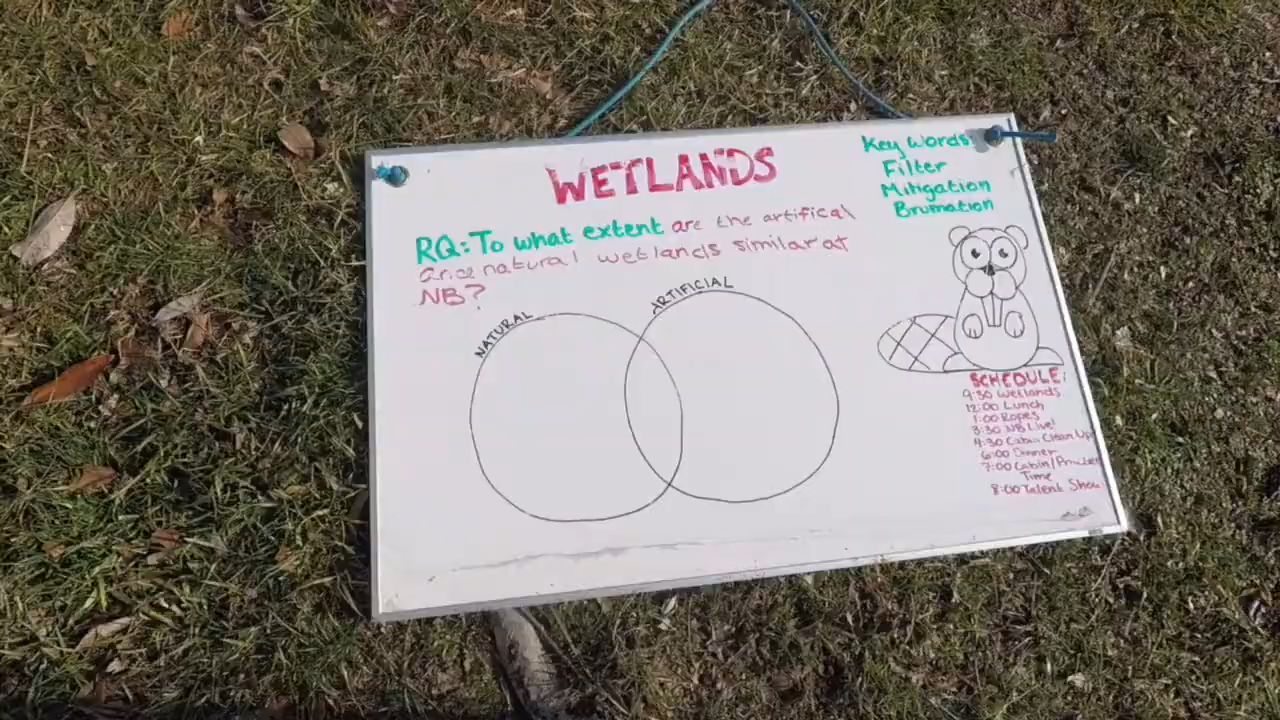 WETLANDS
Key Words
Filter
Mitigation
Brumation
RQ: To what extent are the artifical
and natural wetlands similar at
NB?
NATURAL
ARTIFICIAL
SCHEDULE:
9:30 Wetlands
12:00 Lunch
1:00 Ropes
3:30 NB Live!
4:30 Cabin Clean Up
6:00 Dinner
7:00 Cabin/
Time
8:00 Talent Show